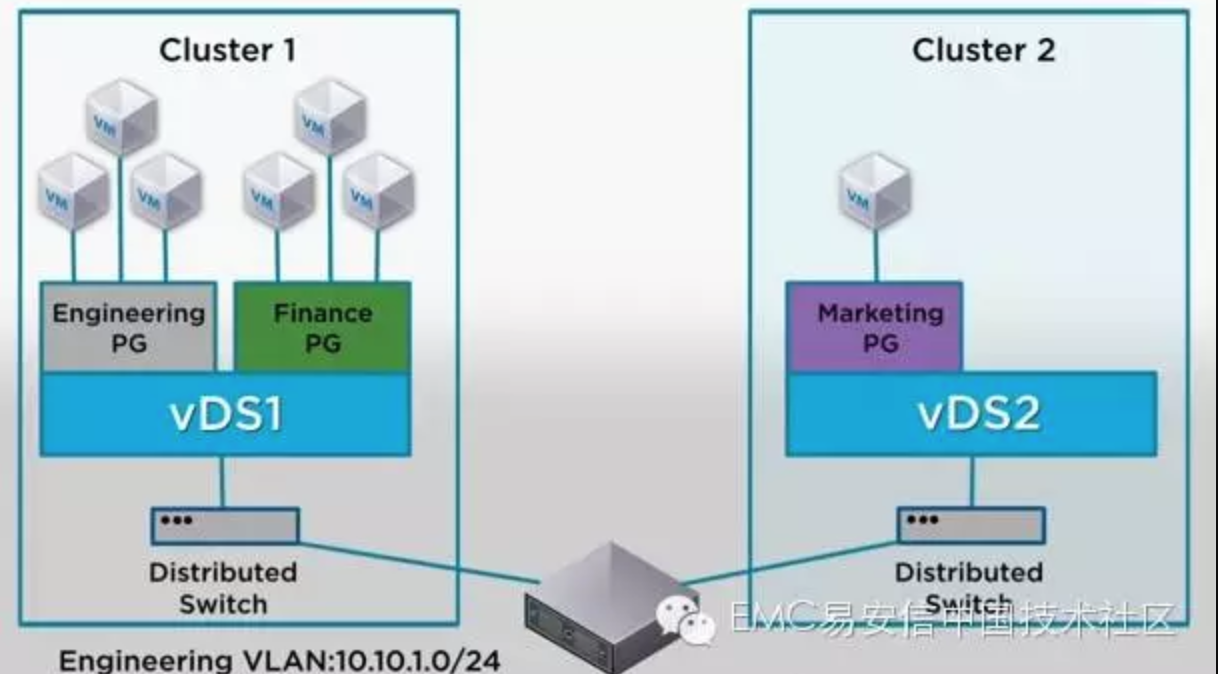 Cluster 1
Cluster 2
VM
VM
VM
VM
VM
VM
VM
Engineering
PG
Finance
PG
Marketing
PG
vDS1
vDS2
Distributed
Switch
Distributed
Switch
EMC易安信中国技术社区
Engineering VLAN:10.10.1.0/24